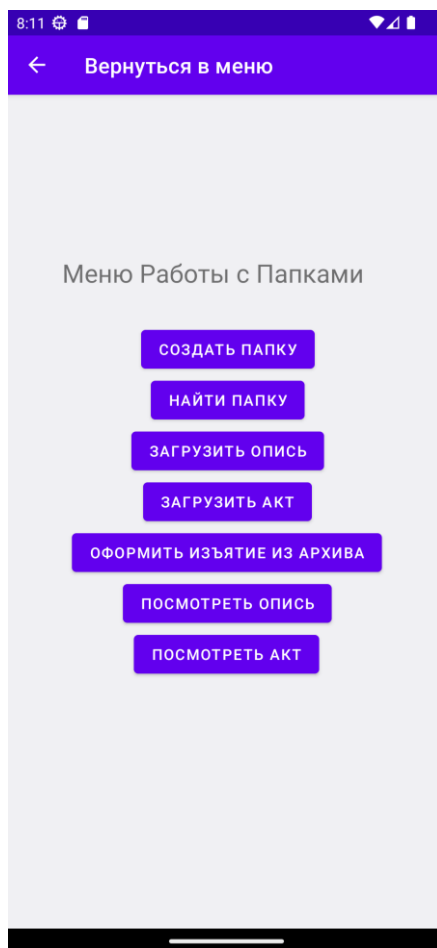 8:11
Вернуться в меню
Меню Работы с Папками
СОЗДАТЬ ПАПКУ
НАЙТИ ПАПКУ
ЗАГРУЗИТЬ ОПИСЬ
ЗАГРУЗИТЬ АКТ
ОФОРМИТЬ ИЗЪЯТИЕ ИЗ АРХИВА
ПОСМОТРЕТЬ ОПИСЬ
ПОСМОТРЕТЬ АКТ